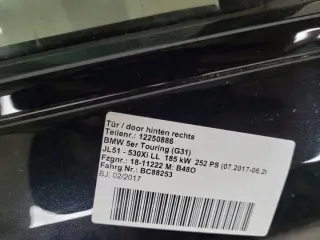 Tür / door hinten rechts
Teilenr.: 12250886
BMW 5er Touring (G31)
JL51 - 530Xi LL 185 kW 252 PS (07.2017-06.20
Fzgnr.: 18-11222 M: B48O
Fahrg.Nr.: BC88253
BJ: 02/2017